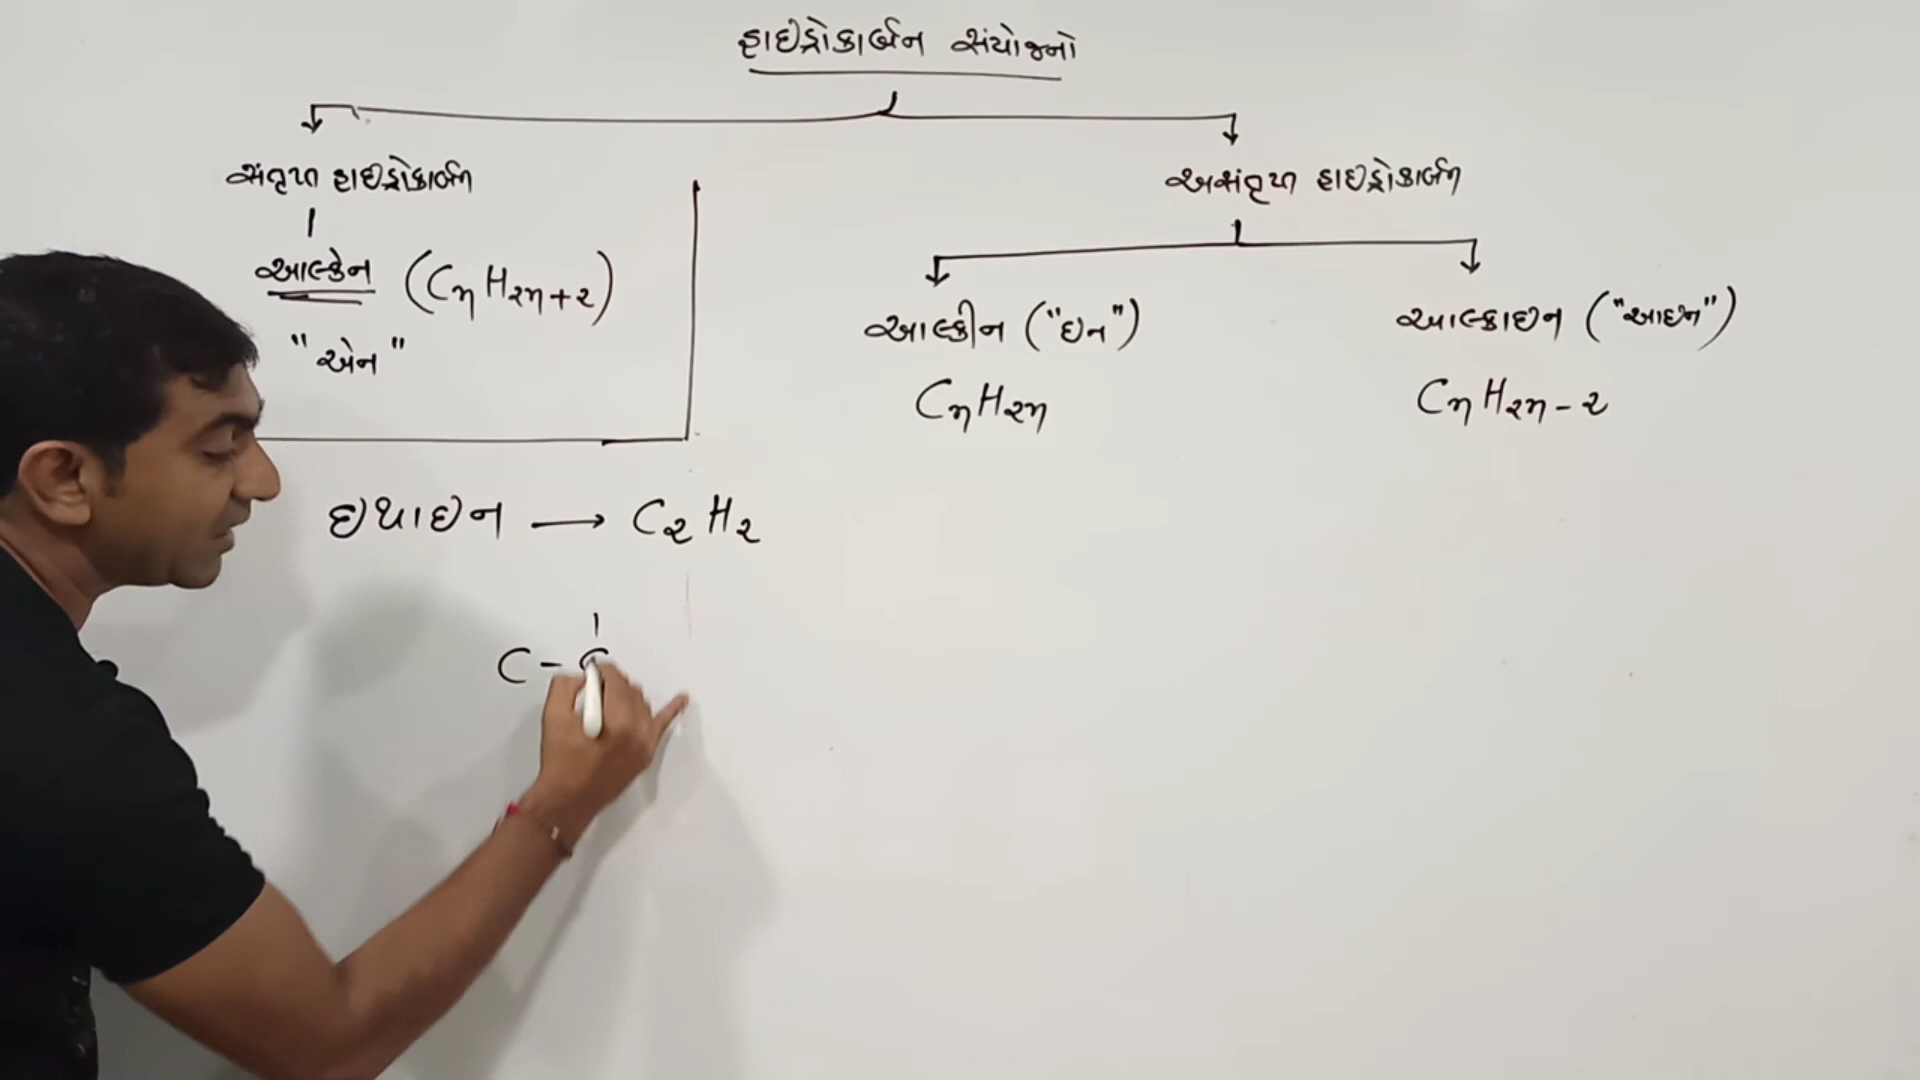 હાઇડ્રોકાર્બન સંયોજનો
સંતૃપ્ત હાઇડ્રોકાર્બન
અસંતૃપ્ત હાઇડ્રોકાર્બન
આલ્કેન (CnH2n+2)
"એન"
આલ્કીન ("ઇન")
CnH2n
આલ્કાઇન ("આઇન")
CnH2n-2
ઇથાઇન → C2H2
C-C